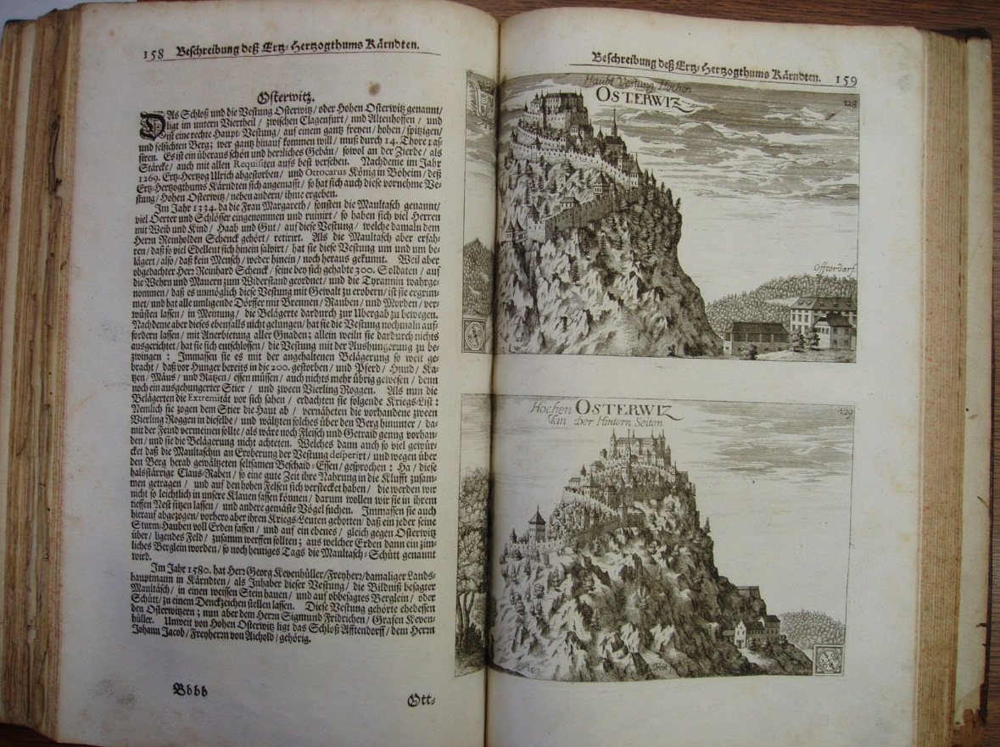 158 Beschreibung deß Ertz-Hertzogthums Kärndten.
Osterwitz.
DAs Schloß und die Vestung Osterwitz / oder Hohen Osterwitz genannt /
ligt im untern Viertheil / zwischen Clagenfurt / und Altenhoffen / und
ist eine rechte Haupt-Vestung / auf einem gantz freyen / hohen / spitzigen /
und felsichten Berg; wer gantz hinauf kommen will / muß durch 14. Thore pas-
siren. Es ist ein überaus schön und herrliches Gebäu / sowol an der Zierde / als
Stärcke / auch mit allen Requisiten aufs best versehen. Nachdeme im Jahr
1269. Ertz-Hertzog Ulrich abgestorben / und Ottocarus König in Böheim / deß
Ertz-Hertzogthums Kärndten sich angemasst / so hat sich auch diese vornehme Ve-
stung / Hohen Osterwitz / neben andern / ihme ergeben.
Im Jahr 1334. da die Frau Margareth / sonsten die Maultasch genannt /
viel Oerter und Schlösser eingenommen und ruinirt / so haben sich viel Herren
mit Weib und Kind / Haab und Gut / auf diese Vestung / welche damaln dem
Herrn Reinholden Schenck gehört / retirirt. Als die Maultasch aber erfah-
ren / daß so viel Edelleut sich hinein salvirt / hat sie diese Vestung um und um be-
lägert / also / daß kein Mensch / weder hinein / noch heraus gekunnt. Weil aber
obgedachter Herr Reinhard Schenck / seine bey sich gehabte 300. Soldaten / auf
die Wehrn und Mauern zum Widerstand geordnet / und die Tyrannin wahrge-
nommen / daß es unmöglich diese Vestung mit Gewalt zu erobern / ist sie ergrim-
met / und hat alle umligende Dörffer mit Brennen / Rauben / und Morden / ver-
wüsten lassen / in Meinung / die Belägerte dardurch zur Ubergab zu bewegen.
Nachdeme aber dieses ebenfalls nicht gelungen / hat sie die Vestung nochmaln auf-
fordern lassen / mit Anerbietung aller Gnaden; allein weiln sie dardurch nichts
ausgerichtet / hat sie sich entschlossen / die Vestung mit der Aushungerung zu be-
zwingen: Immassen sie es mit der angehaltenen Belägerung so weit ge-
bracht / daß vor Hunger bereits in die 200. gestorben / und Pferd / Hund / Ka-
tzen / Mäus / und Ratzen / essen müssen / auch nichts mehr übrig gewesen / denn
noch ein ausgehungerter Stier / und zween Vierling Roggen. Als nun die
Belägerten die Extremität vor sich sahen / erdachten sie folgende Kriegs-List:
Nemlich sie zogen dem Stier die Haut ab / vernäheten die vorhandene zween
Vierling Roggen in dieselbe / und wältzten solches über den Berg hinunter / da-
mit der Feind vermeinen sollte / als wäre noch Fleisch und Getraid genug vorhan-
den / und sie die Belägerung nicht achteten. Welches dann auch so viel gewür-
cket daß die Maultaschin an Eroberung der Vestung desperirt / und wegen über
den Berg herab gewältzeten seltsamen Beschaid-Essen / gesprochen: Ha / diese
halsstärrige Claus-Raben / so eine gute Zeit ihre Nahrung in die Klufft zusam-
men getragen / und auf den hohen Felsen sich verstecket haben / die werden wir
nicht so leichtlich in unsere Klauen fassen können / darum wollen wir sie in ihrem
tieffen Nest sitzen lassen / und andere gemäste Vögel suchen. Immassen sie auch
hierauf abgezogen / vorhero aber ihren Kriegs-Leuten gebotten / daß ein jeder seine
Sturm-Hauben voll Erden fassen / und auf ein ebenes / gleich gegen Osterwitz
über / ligendes Feld / zusamm werffen sollten; aus welcher Erden dann ein zim-
liches Berglein worden / so noch heutiges Tags die Maultasch-Schütt genannt
wird.
Im Jahr 1580. hat Herr Georg Kevenhüller / Freyherr / damaliger Lands-
hauptmann in Kärndten / als Inhaber dieser Vestung / die Bildniß besagter
Maultasch / in einen weissen Stein hauen / und auf obbesagtes Berglein / oder
Schütt / zu einem Denckzeichen stellen lassen. Diese Vestung gehörte ehedessen
den Osterwitzern; nun aber dem Herrn Sigmund Fridrichen / Grafen Keven-
hüller. Unweit von Hohen Osterwitz ligt das Schloß Afftendorff / dem Herrn
Johann Jacob / Freyherrn von Aichold / gehörig.
Bbbb
Ott-
Beschreibung deß Ertz-Hertzogthums Kärndten. 159
Haubt Vestung Hochen
OSTERWIZ
128
Offterdorf
Hochen OSTERWIZ
Van der Hintern Seiten
129